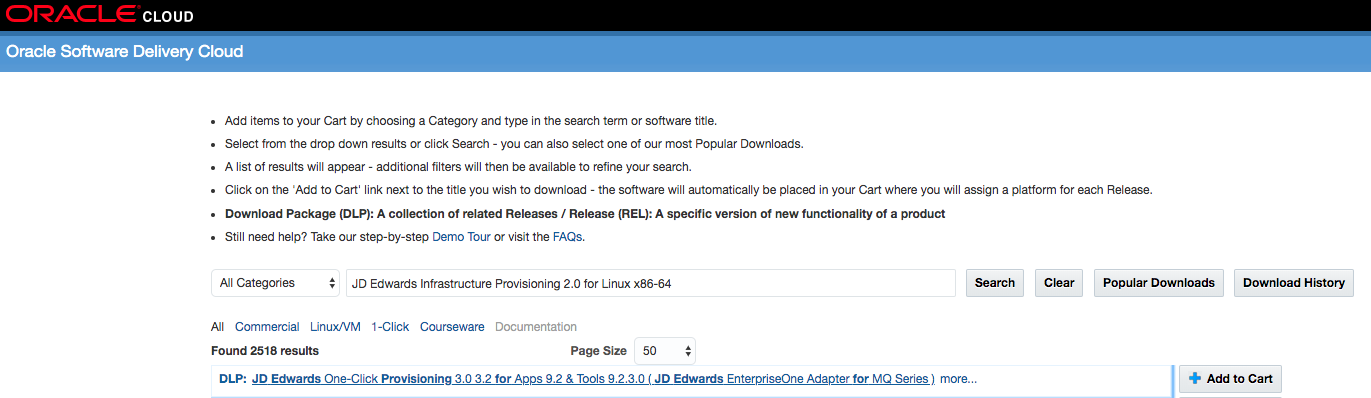 ORACLE CLOUD
Oracle Software Delivery Cloud
Add items to your Cart by choosing a Category and type in the search term or software title.
Select from the drop down results or click Search - you can also select one of our most Popular Downloads.
A list of results will appear - additional filters will then be available to refine your search.
Click on the 'Add to Cart' link next to the title you wish to download - the software will automatically be placed in your Cart where you will assign a platform for each Release.
Download Package (DLP): A collection of related Releases / Release (REL): A specific version of new functionality of a product
Still need help? Take our step-by-step Demo Tour or visit the FAQs.
All Categories JD Edwards Infrastructure Provisioning 2.0 for Linux x86-64 Search Clear Popular Downloads Download History
All Commercial Linux/VM 1-Click Courseware Documentation
Found 2518 results Page Size 50
DLP: JD Edwards One-Click Provisioning 3.0 3.2 for Apps 9.2 & Tools 9.2.3.0 ( JD Edwards EnterpriseOne Adapter for MQ Series ) more... Add to Cart